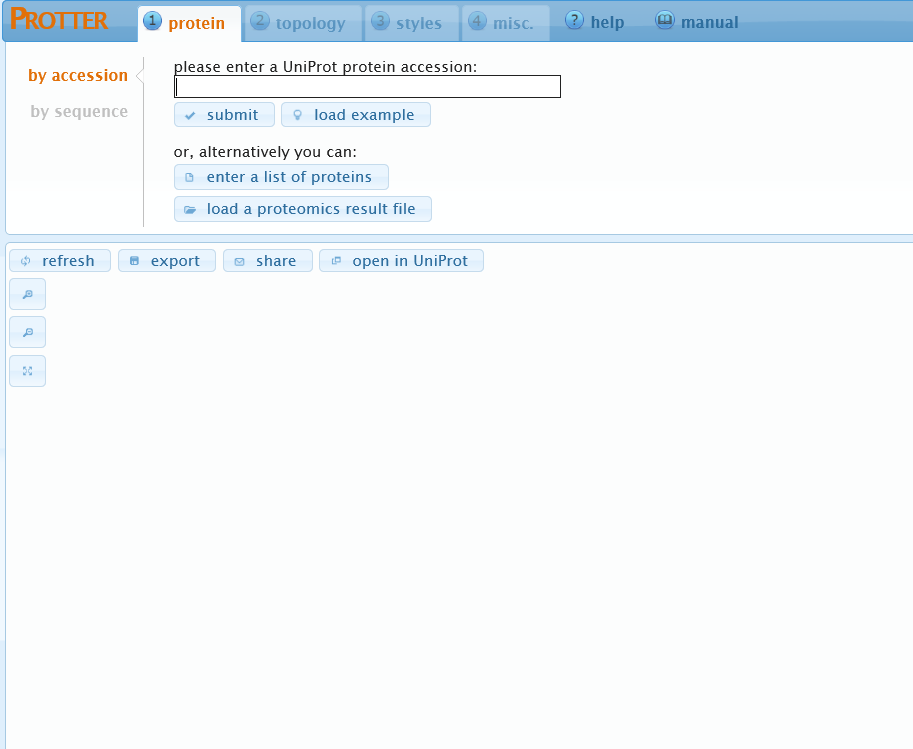 PROTTER 1 protein 2 topology 3 styles 4 misc. ? help manual
by accession
by sequence
please enter a UniProt protein accession:
submit load example
or, alternatively you can:
enter a list of proteins
load a proteomics result file
refresh export share open in UniProt